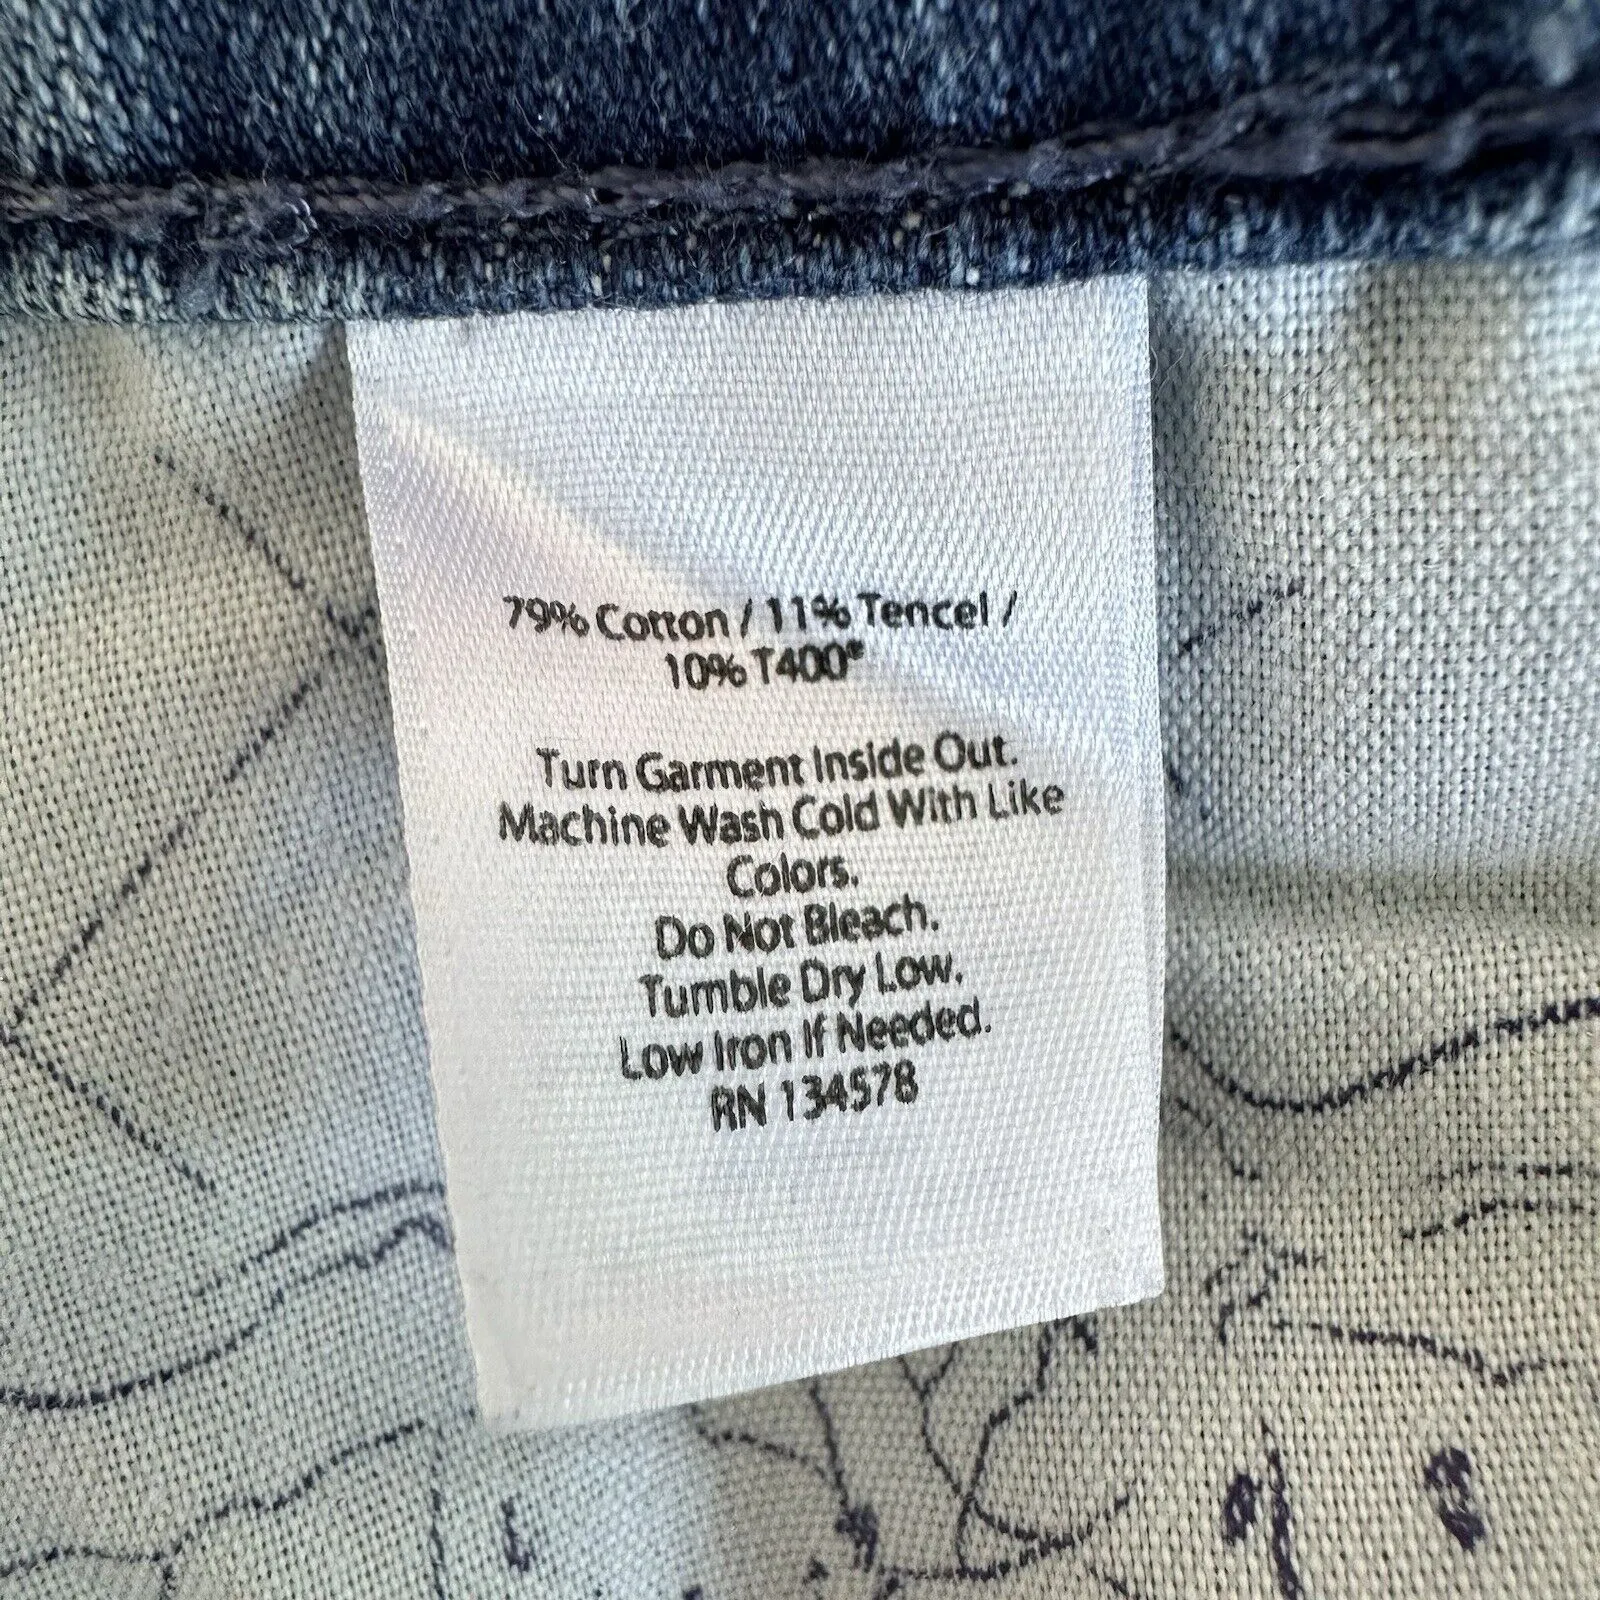 79% Cotton / 11% Tencel /
10% T400®
Turn Garment Inside Out.
Machine Wash Cold With Like
Colors.
Do Not Bleach.
Tumble Dry Low.
Low Iron If Needed.
RN 134578